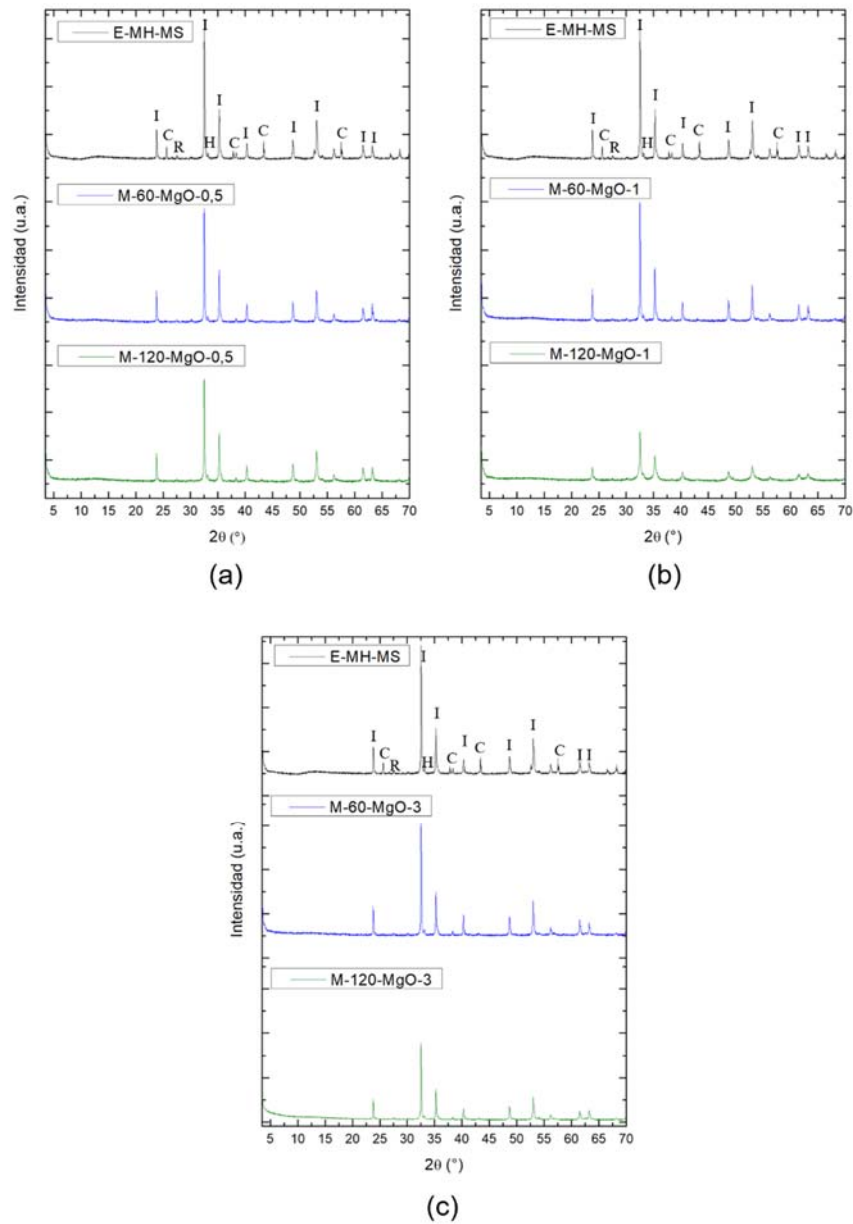 E-MH-MS
I
I
C
R
H
I
C
I
C
I
I
C
I
I
M-60-MgO-0,5
M-120-MgO-0,5
Intensidad (u.a.)
5 10 15 20 25 30 35 40 45 50 55 60 65 70
2θ (°)
(a)
E-MH-MS
I
I
C
R
H
I
C
I
C
I
I
C
I
I
M-60-MgO-1
M-120-MgO-1
Intensidad (u.a.)
5 10 15 20 25 30 35 40 45 50 55 60 65 70
2θ (°)
(b)
E-MH-MS
I
I
C
R
H
I
C
I
C
I
I
C
I
I
M-60-MgO-3
M-120-MgO-3
Intensidad (u.a.)
5 10 15 20 25 30 35 40 45 50 55 60 65 70
2θ (°)
(c)